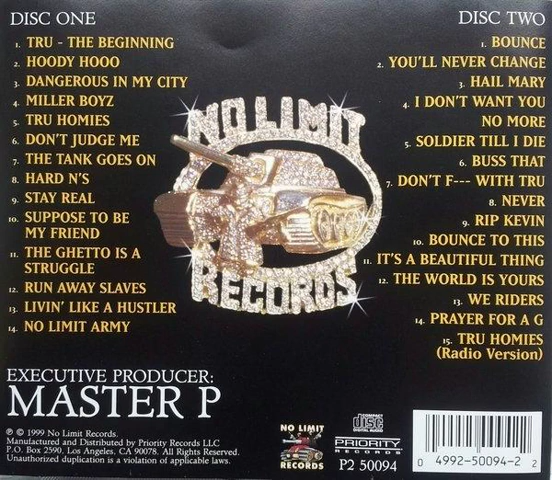 DISC ONE
1. TRU - THE BEGINNING
2. HOODY HOOO
3. DANGEROUS IN MY CITY
4. MILLER BOYZ
5. TRU HOMIES
6. DON'T JUDGE ME
7. THE TANK GOES ON
8. HARD N'S
9. STAY REAL
10. SUPPOSE TO BE
MY FRIEND
11. THE GHETTO IS A
STRUGGLE
12. RUN AWAY SLAVES
13. LIVIN' LIKE A HUSTLER
14. NO LIMIT ARMY
DISC TWO
1. BOUNCE
2. YOU'LL NEVER CHANGE
3. HAIL MARY
4. I DON'T WANT YOU
NO MORE
5. SOLDIER TILL I DIE
6. BUSS THAT
7. DON'T F--- WITH TRU
8. NEVER
9. RIP KEVIN
10. BOUNCE TO THIS
11. IT'S A BEAUTIFUL THING
12. THE WORLD IS YOURS
13. WE RIDERS
14. PRAYER FOR A G
15. TRU HOMIES
(Radio Version)
NO LIMIT
RECORDS
EXECUTIVE PRODUCER:
MASTER P
℗ © 1999 No Limit Records.
Manufactured and Distributed by Priority Records LLC
P.O. Box 2590, Los Angeles, CA 90078. All Rights Reserved.
Unauthorized duplication is a violation of applicable laws.
NO LIMIT
RECORDS
COMPACT
disc
DIGITAL AUDIO
PRIORITY
RECORDS
P2 50094
0 4992-50094-2 2